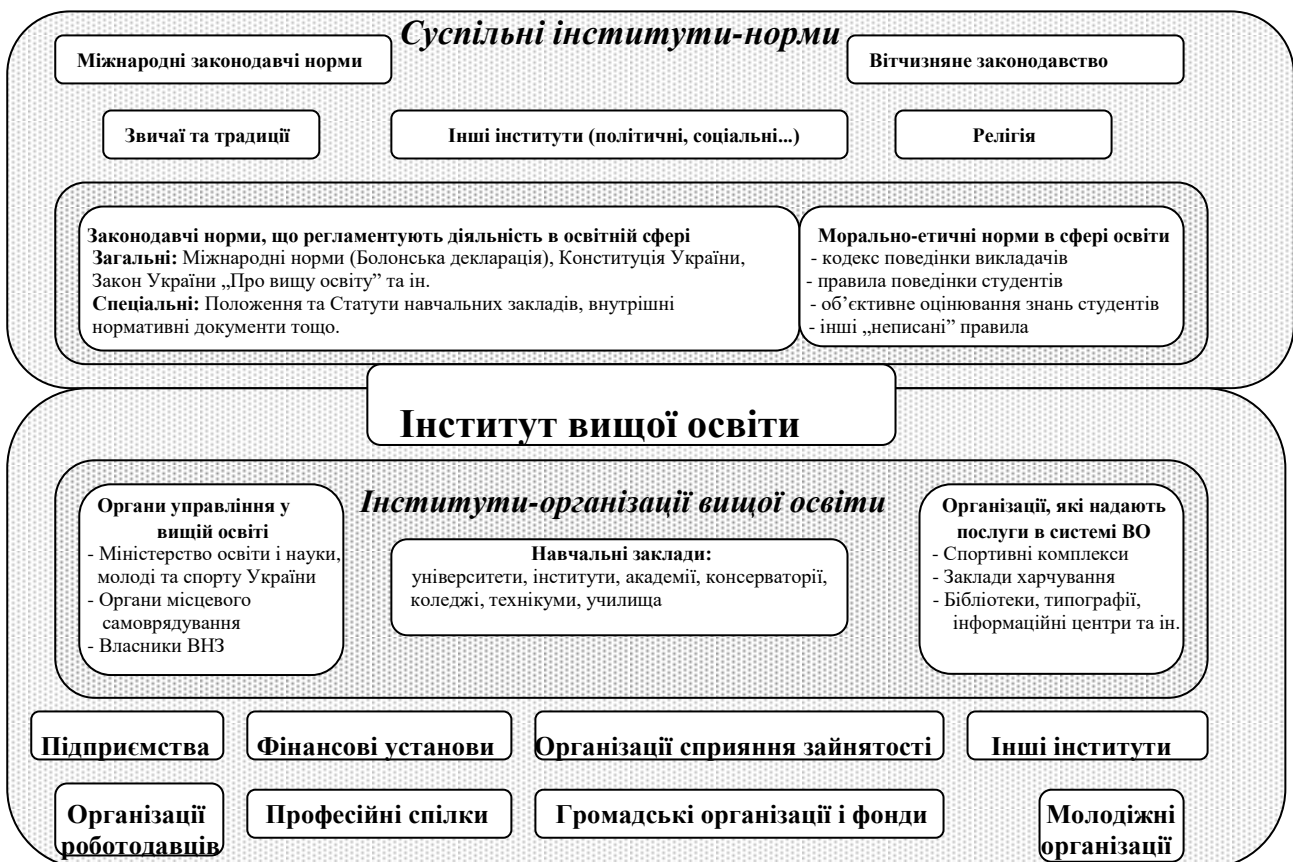 Суспільні інститути-норми
Міжнародні законодавчі норми
Вітчизняне законодавство
Звичаї та традиції
Інші інститути (політичні, соціальні...)
Релігія
Законодавчі норми, що регламентують діяльність в освітній сфері
Загальні: Міжнародні норми (Болонська декларація), Конституція України,
Закон України „Про вищу освіту” та ін.
Спеціальні: Положення та Статути навчальних закладів, внутрішні
нормативні документи тощо.
Морально-етичні норми в сфері освіти
- кодекс поведінки викладачів
- правила поведінки студентів
- об’єктивне оцінювання знань студентів
- інші „неписані” правила
Інститут вищої освіти
Інститути-організації вищої освіти
Органи управління у
вищій освіті
- Міністерство освіти і науки,
молоді та спорту України
- Органи місцевого
самоврядування
- Власники ВНЗ
Навчальні заклади:
університети, інститути, академії, консерваторії,
коледжі, технікуми, училища
Організації, які надають
послуги в системі ВО
- Спортивні комплекси
- Заклади харчування
- Бібліотеки, типографії,
інформаційні центри та ін.
Підприємства
Фінансові установи
Організації сприяння зайнятості
Інші інститути
Організації
роботодавців
Професійні спілки
Громадські організації і фонди
Молодіжні
організації